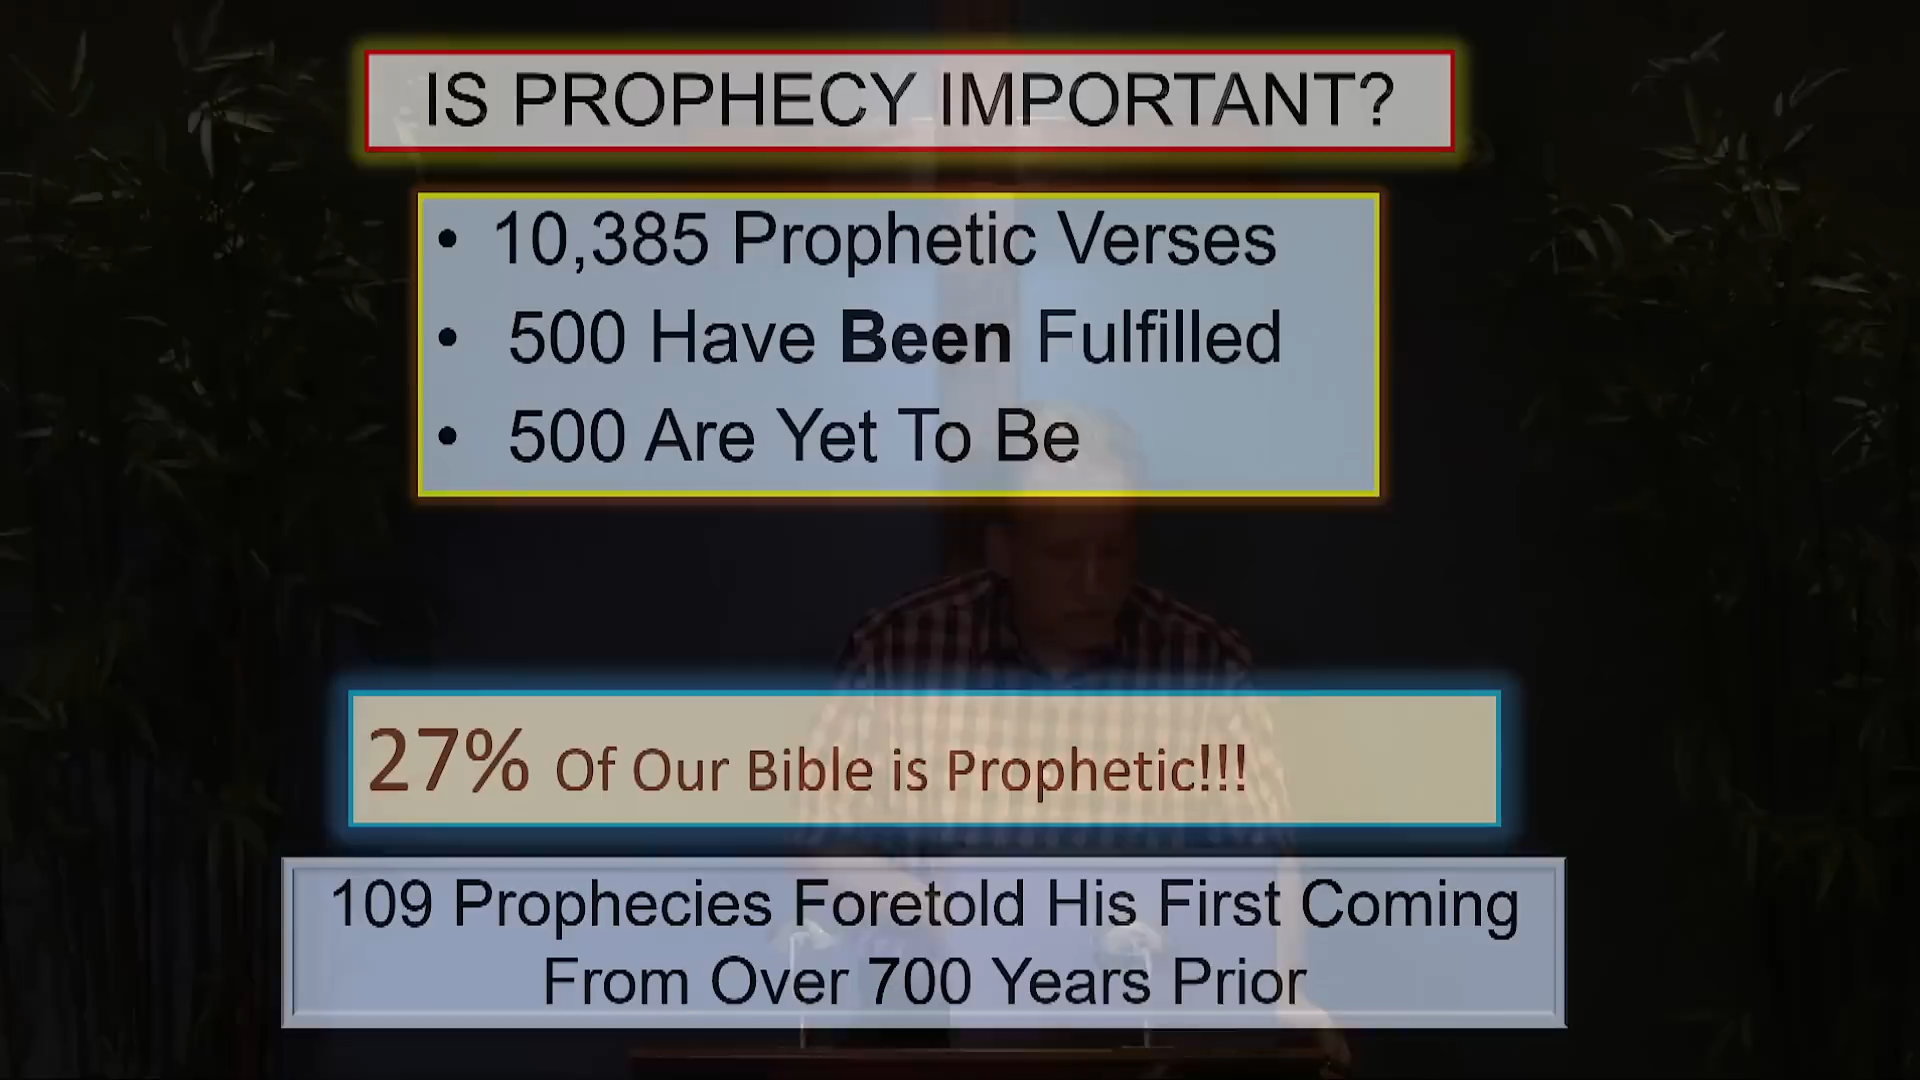 IS PROPHECY IMPORTANT?
• 10,385 Prophetic Verses
• 500 Have Been Fulfilled
• 500 Are Yet To Be
27% Of Our Bible is Prophetic!!!
109 Prophecies Foretold His First Coming
From Over 700 Years Prior